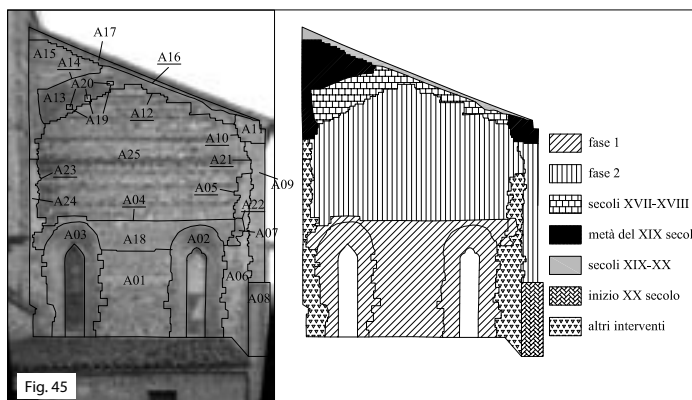 A17
A15
A16
A14
A20
A13
A19
A12
A11
A10
A25
A21
A23
A09
A05
A24
A04
A22
A03
A02
A07
A18
A06
A01
A08
Fig. 45
fase 1
fase 2
secoli XVII-XVIII
metà del XIX secol
secoli XIX-XX
inizio XX secolo
altri interventi